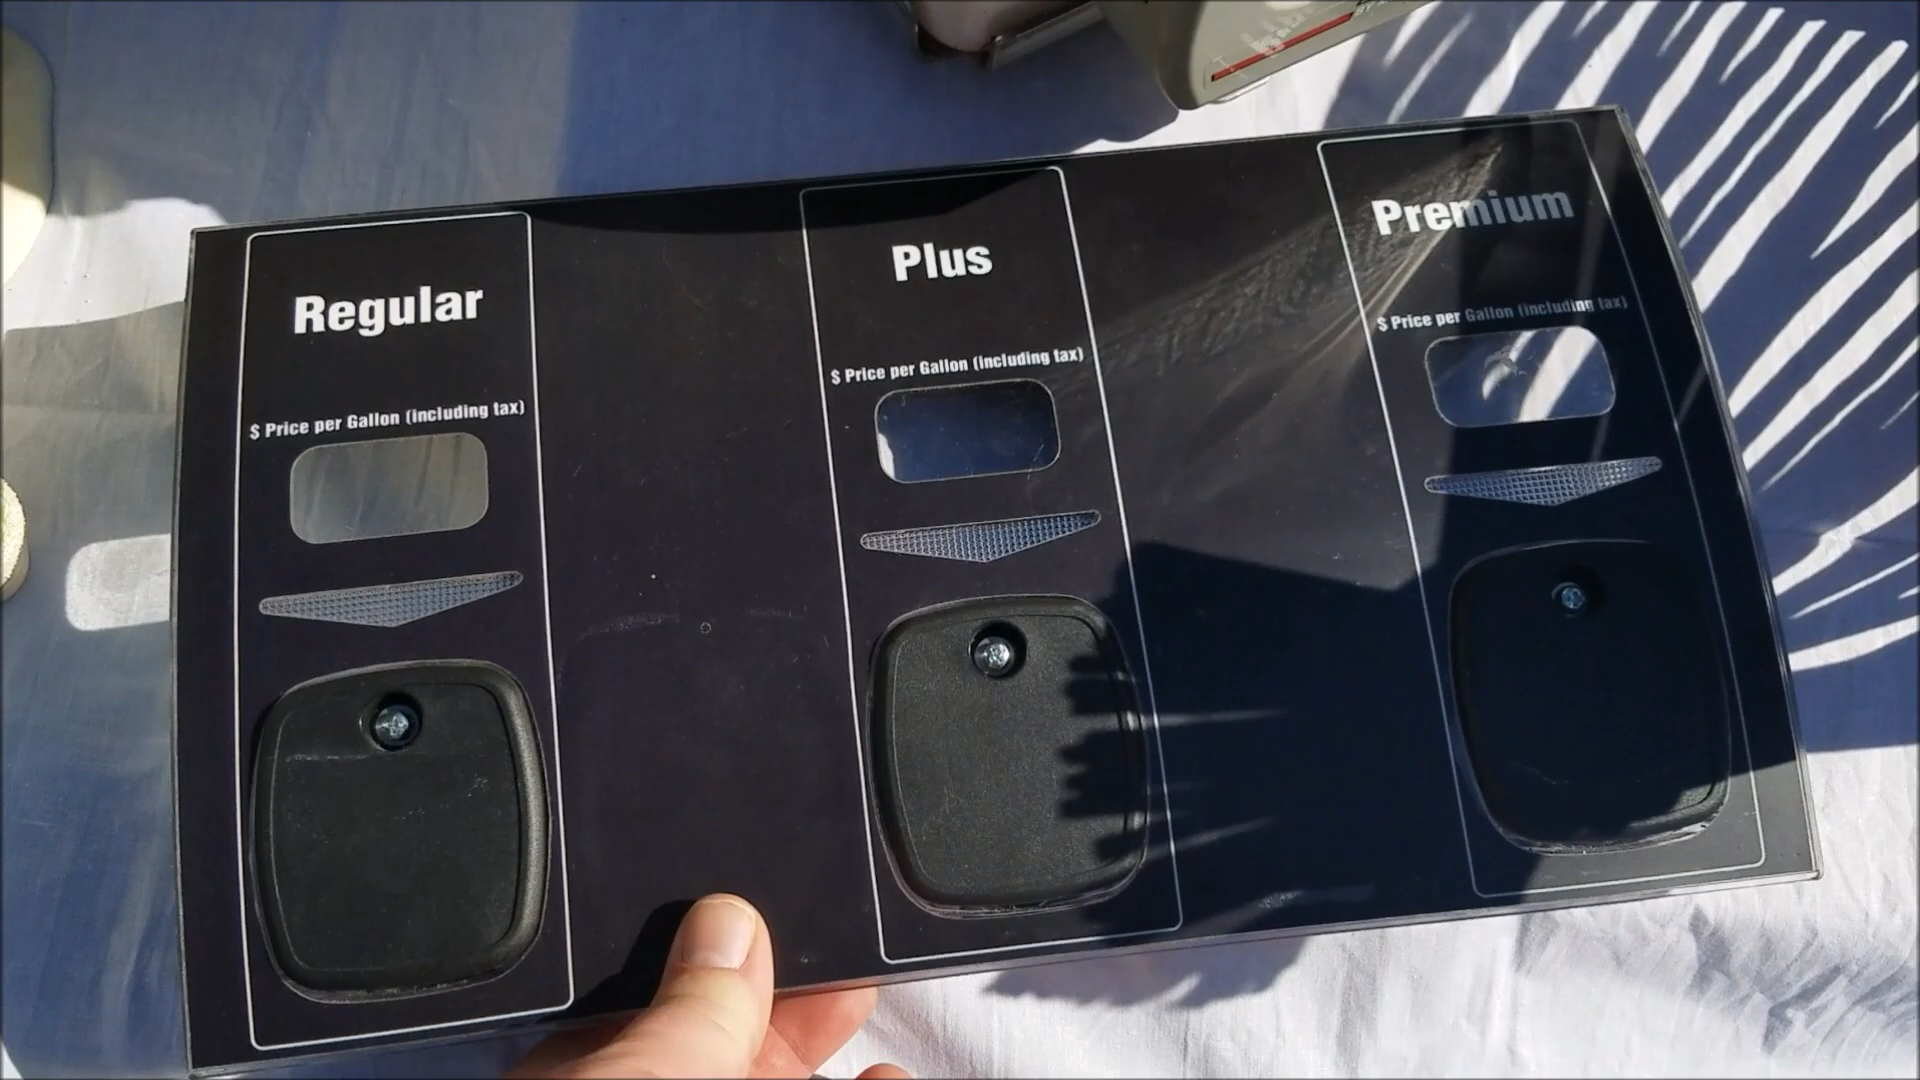 Regular
$ Price per Gallon (including tax)
Plus
$ Price per Gallon (including tax)
Premium
$ Price per Gallon (including tax)